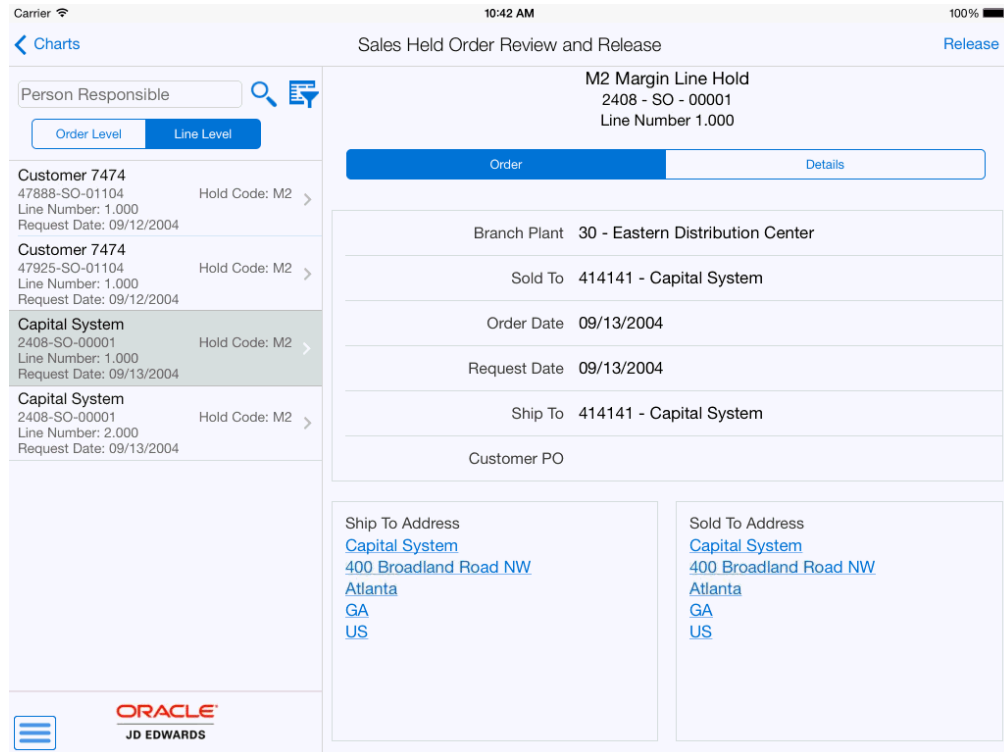 Carrier 10:42 AM 100%
Charts Sales Held Order Review and Release Release
Person Responsible
Order Level Line Level
Customer 7474
47888-SO-01104 Hold Code: M2
Line Number: 1.000
Request Date: 09/12/2004
Customer 7474
47925-SO-01104 Hold Code: M2
Line Number: 1.000
Request Date: 09/12/2004
Capital System
2408-SO-00001 Hold Code: M2
Line Number: 1.000
Request Date: 09/13/2004
Capital System
2408-SO-00001 Hold Code: M2
Line Number: 2.000
Request Date: 09/13/2004
ORACLE
JD EDWARDS
M2 Margin Line Hold
2408 - SO - 00001
Line Number 1.000
Order Details
Branch Plant 30 - Eastern Distribution Center
Sold To 414141 - Capital System
Order Date 09/13/2004
Request Date 09/13/2004
Ship To 414141 - Capital System
Customer PO
Ship To Address
Capital System
400 Broadland Road NW
Atlanta
GA
US
Sold To Address
Capital System
400 Broadland Road NW
Atlanta
GA
US